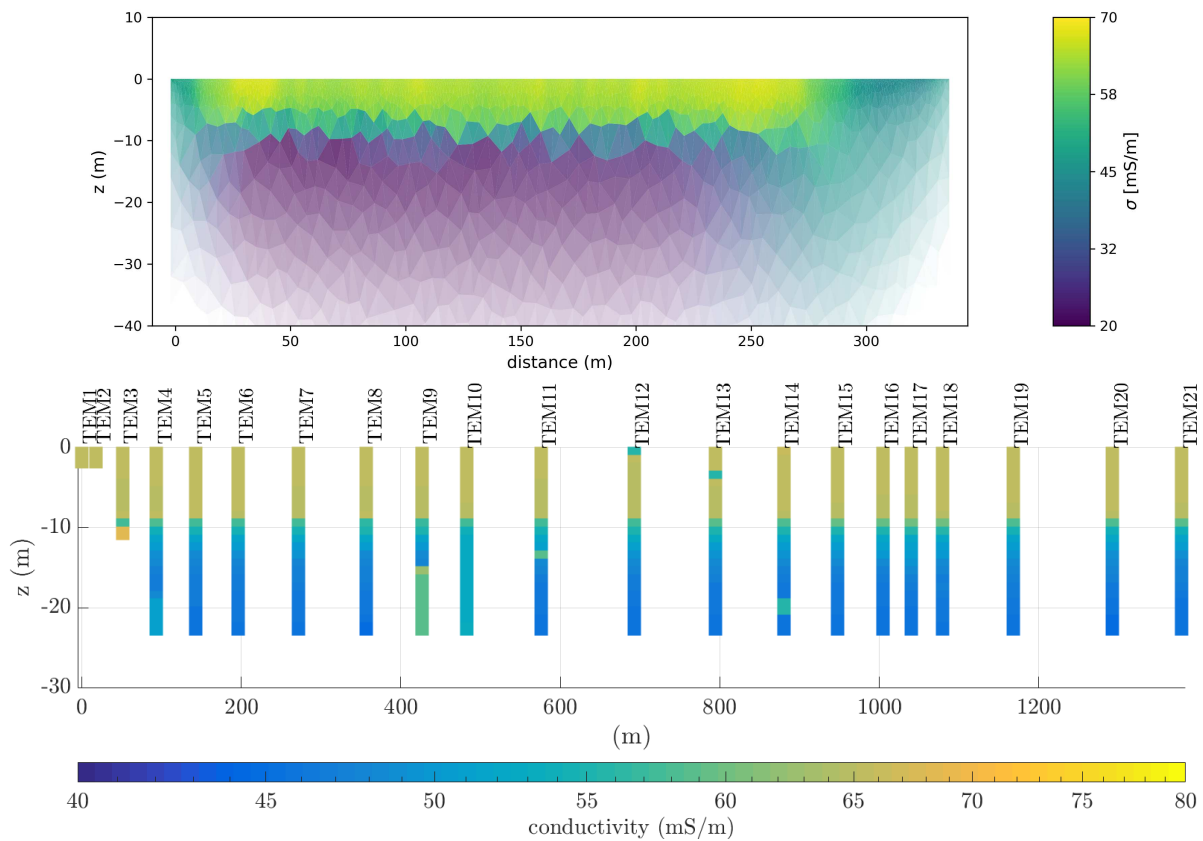 10
0
−10
−20
−30
−40
z (m)
0 50 100 150 200 250 300
distance (m)
70
58
45
32
20
σ [mS/m]
TEM1 TEM2 TEM3 TEM4 TEM5 TEM6 TEM7 TEM8 TEM9 TEM10 TEM11 TEM12 TEM13 TEM14 TEM15 TEM16 TEM17 TEM18 TEM19 TEM20 TEM21
0
-10
-20
-30
z (m)
0 200 400 600 800 1000 1200
(m)
40 45 50 55 60 65 70 75 80
conductivity (mS/m)